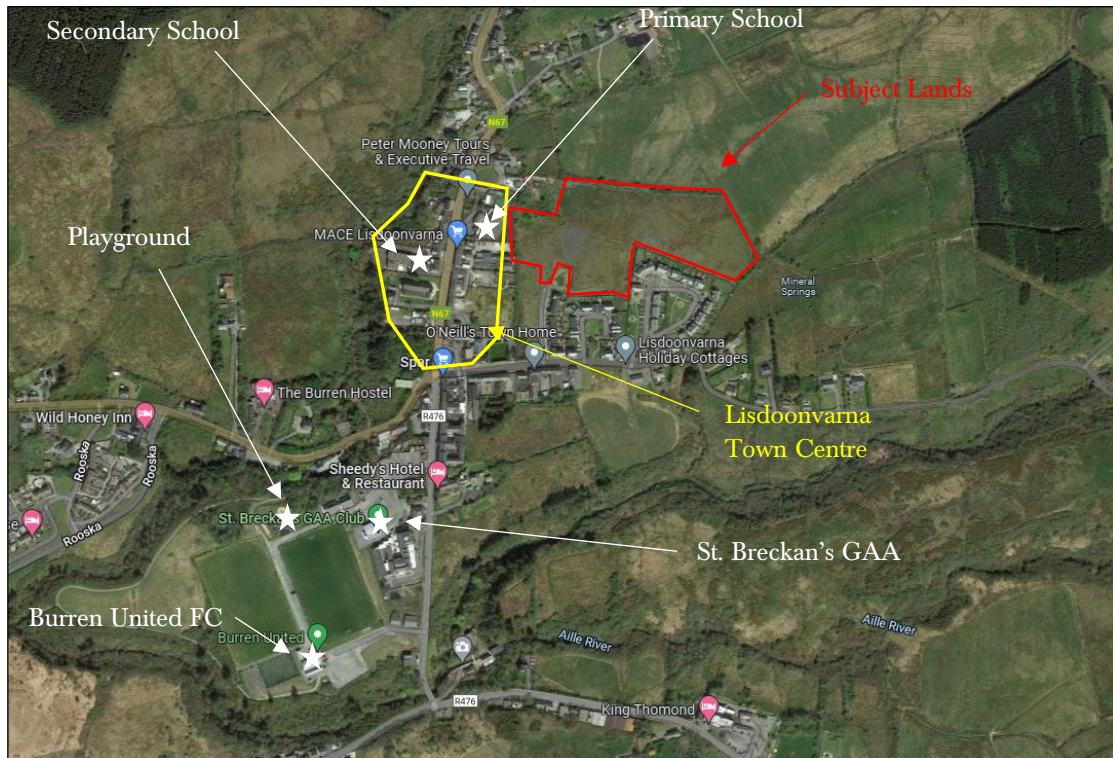 Secondary School
Primary School
Subject Lands
N67
Peter Mooney Tours
& Executive Travel
Playground
MACE Lisdoonvarna
Mineral
Springs
N67
O'Neill's Town Home
Lisdoonvarna
Holiday Cottages
Spar
The Burren Hostel
Wild Honey Inn
R476
Lisdoonvarna
Town Centre
Rooska
Rooska
Sheedy's Hotel
& Restaurant
St. Breckan's GAA Club
se
Rooska
St. Breckan's GAA
Burren United FC
Burren United
Aille River
Aille River
R476
King Thomond